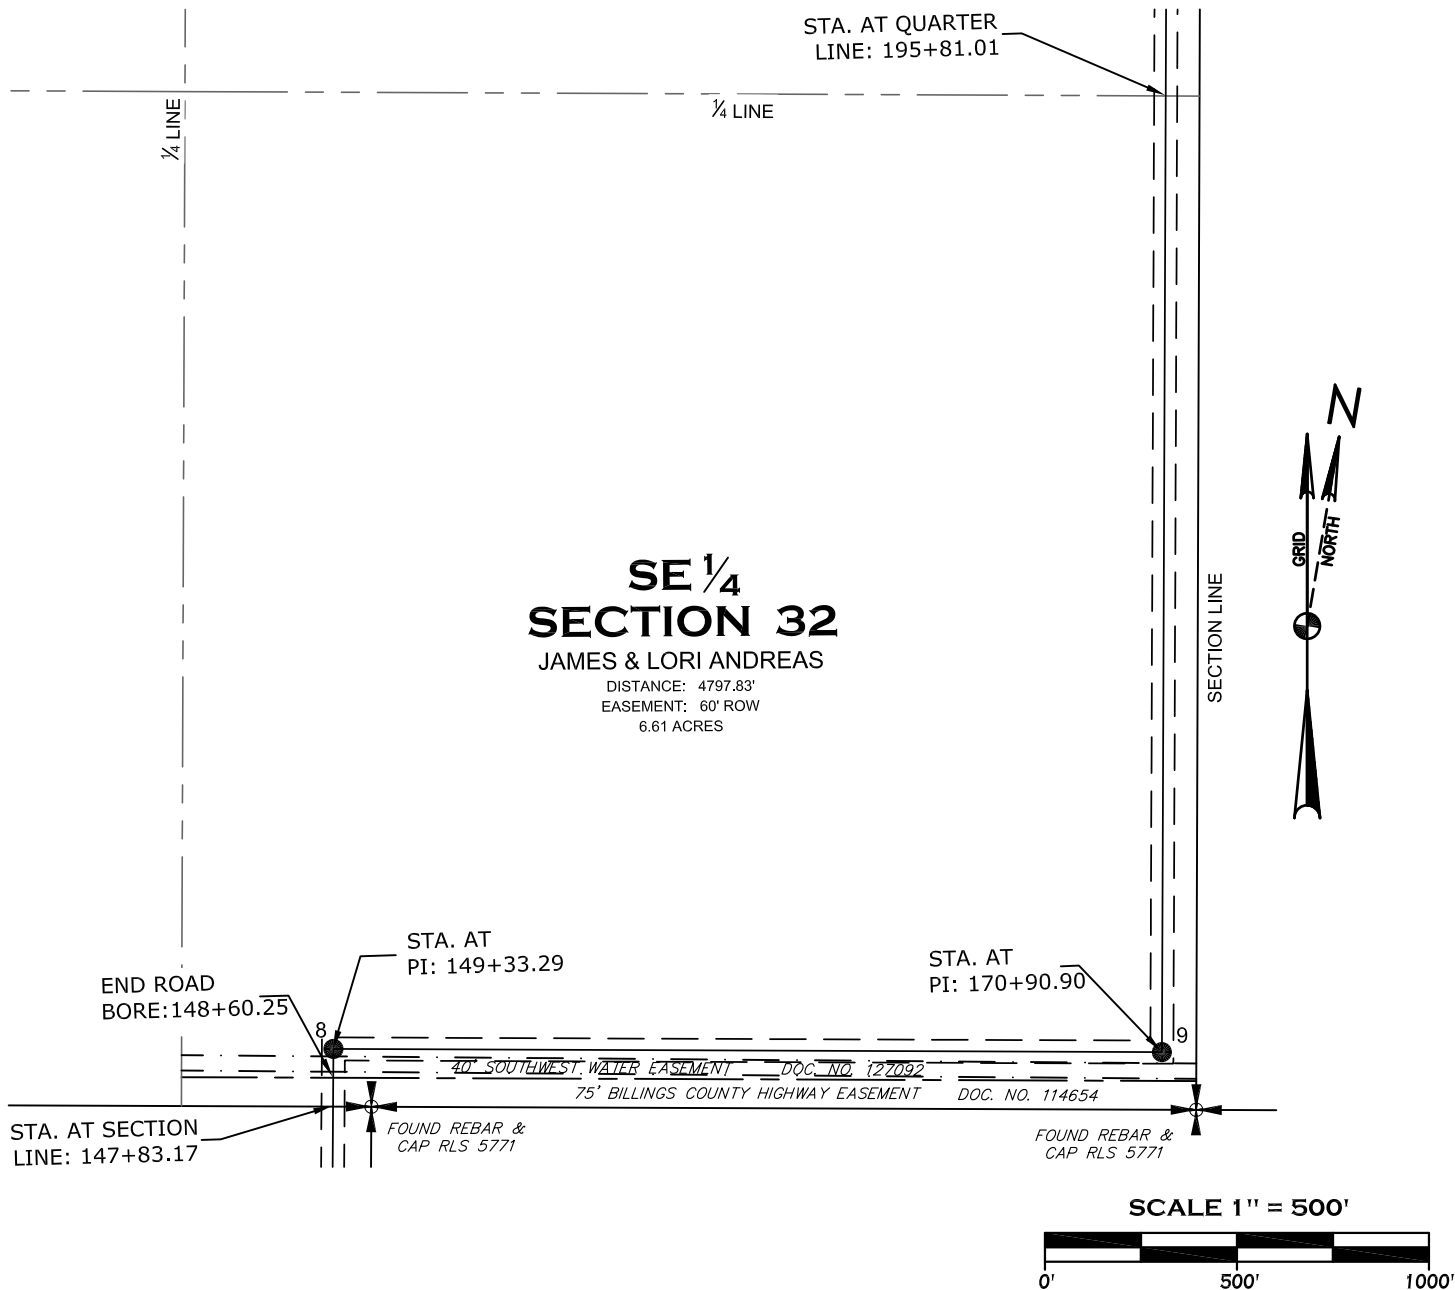 STA. AT QUARTER
LINE: 195+81.01
¼ LINE
¼ LINE
N
GRID
NORTH
SE ¼
SECTION 32
JAMES & LORI ANDREAS
DISTANCE: 4797.83'
EASEMENT: 60' ROW
6.61 ACRES
SECTION LINE
STA. AT
PI: 149+33.29
STA. AT
PI: 170+90.90
END ROAD
BORE:148+60.25
8
9
40' SOUTHWEST WATER EASEMENT DOC. NO. 127092
75' BILLINGS COUNTY HIGHWAY EASEMENT DOC. NO. 114654
STA. AT SECTION
LINE: 147+83.17
FOUND REBAR &
CAP RLS 5771
FOUND REBAR &
CAP RLS 5771
SCALE 1" = 500'
0' 500' 1000'